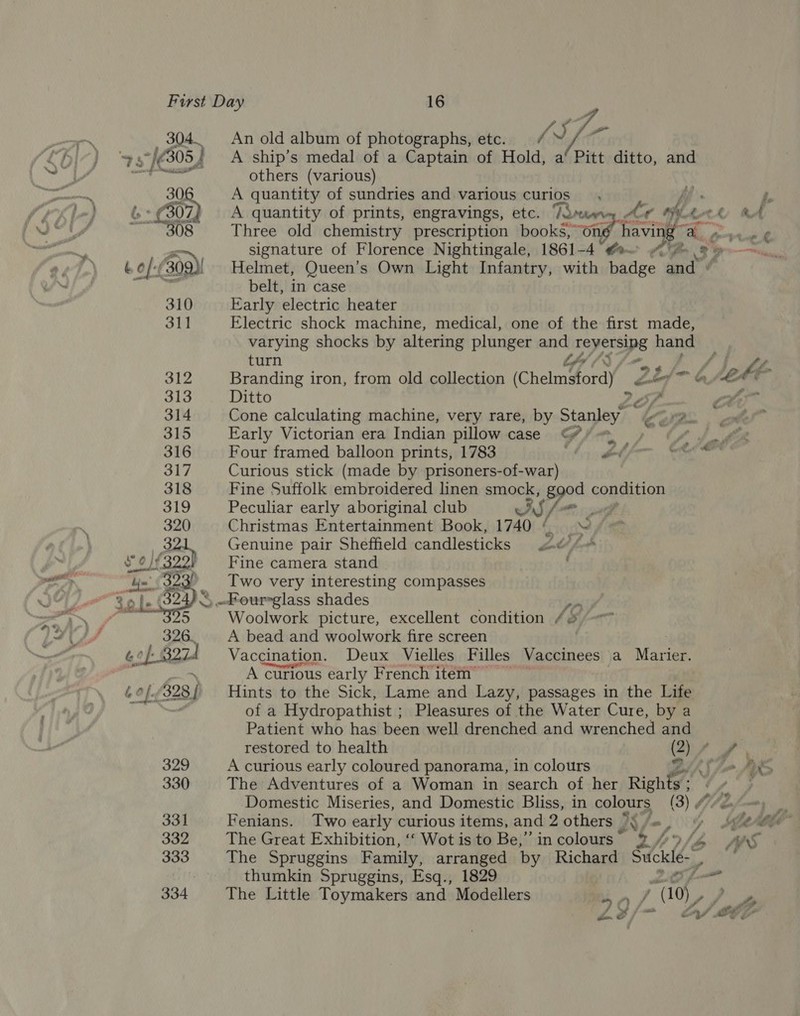 First Day 16
304 An old album of photographs, etc. 15/-
305 A ship's medal of a Captain of Hold, a Pitt ditto, and
others (various)
306 A quantity of sundries and various curios
307 A quantity of prints, engravings, etc.
308 Three old chemistry prescription books, one having a
signature of Florence Nightingale, 1861-4
60/- 309 Helmet, Queen's Own Light Infantry, with badge and
belt, in case
310 Early electric heater
311 Electric shock machine, medical, one of the first made,
varying shocks by altering plunger and reversing hand
turn
312 Branding iron, from old collection (Chelmsford)
313 Ditto
314 Cone calculating machine, very rare, by Stanley
315 Early Victorian era Indian pillow case
316 Four framed balloon prints, 1783
317 Curious stick (made by prisoners-of-war)
318 Fine Suffolk embroidered linen smock, good condition
319 Peculiar early aboriginal club
320 Christmas Entertainment Book, 1740
321 Genuine pair Sheffield candlesticks
50/- 322 Fine camera stand
323 Two very interesting compasses
30/- 324 Four glass shades
325 Woolwork picture, excellent condition
326 A bead and woolwork fire screen
60/- 327 Vaccination. Deux Vielles Filles Vaccinees a Marier.
A curious early French item
60/- 328 Hints to the Sick, Lame and Lazy, passages in the Life
of a Hydropathist ; Pleasures of the Water Cure, by a
Patient who has been well drenched and wrenched and
restored to health (2)
329 A curious early coloured panorama, in colours
330 The Adventures of a Woman in search of her Rights ;
Domestic Miseries, and Domestic Bliss, in colours (3)
331 Fenians. Two early curious items, and 2 others
332 The Great Exhibition, “ Wot is to Be,” in colours
333 The Spruggins Family, arranged by Richard Suckle-
thumkin Spruggins, Esq., 1829 20/-
334 The Little Toymakers and Modellers (10)